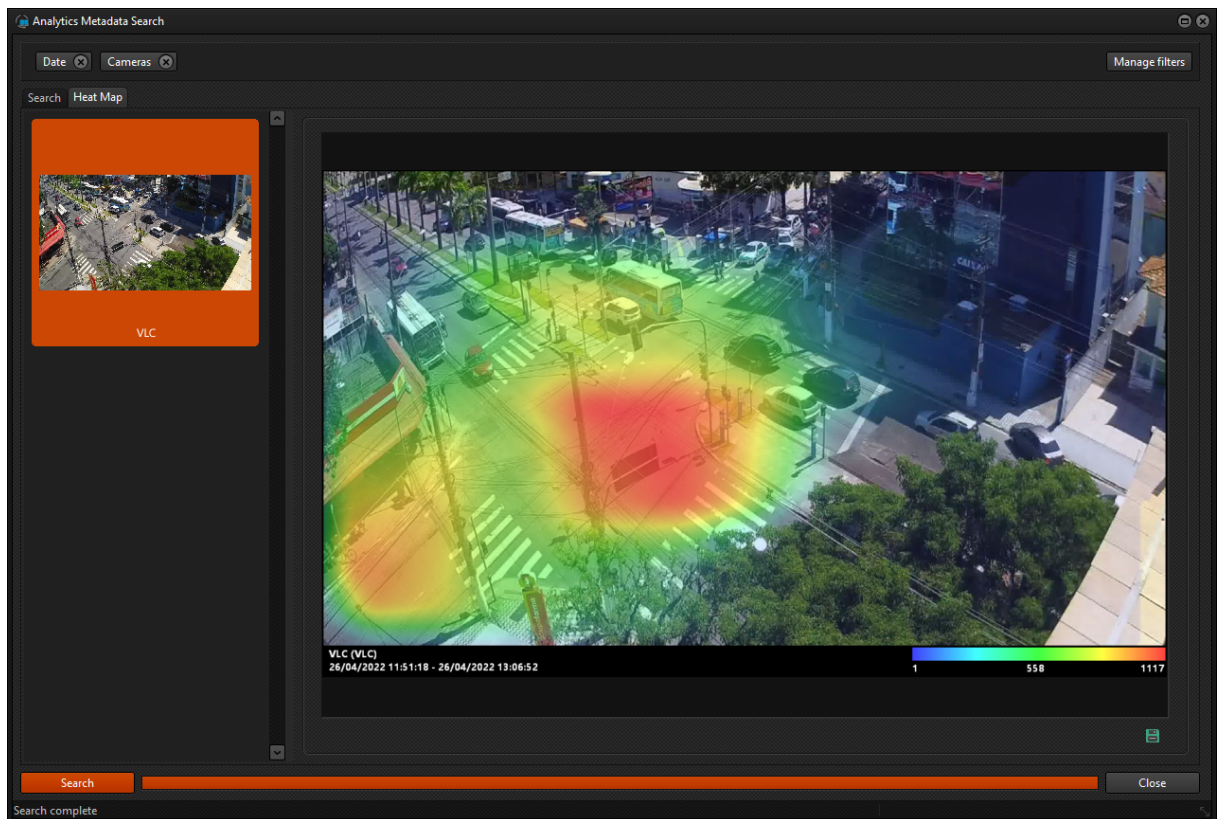 Analytics Metadata Search
Date
Cameras
Manage filters
Search
Heat Map
VLC
VLC (VLC)
26/04/2022 11:51:18 - 26/04/2022 13:06:52
1
558
1117
Search
Close
Search complete